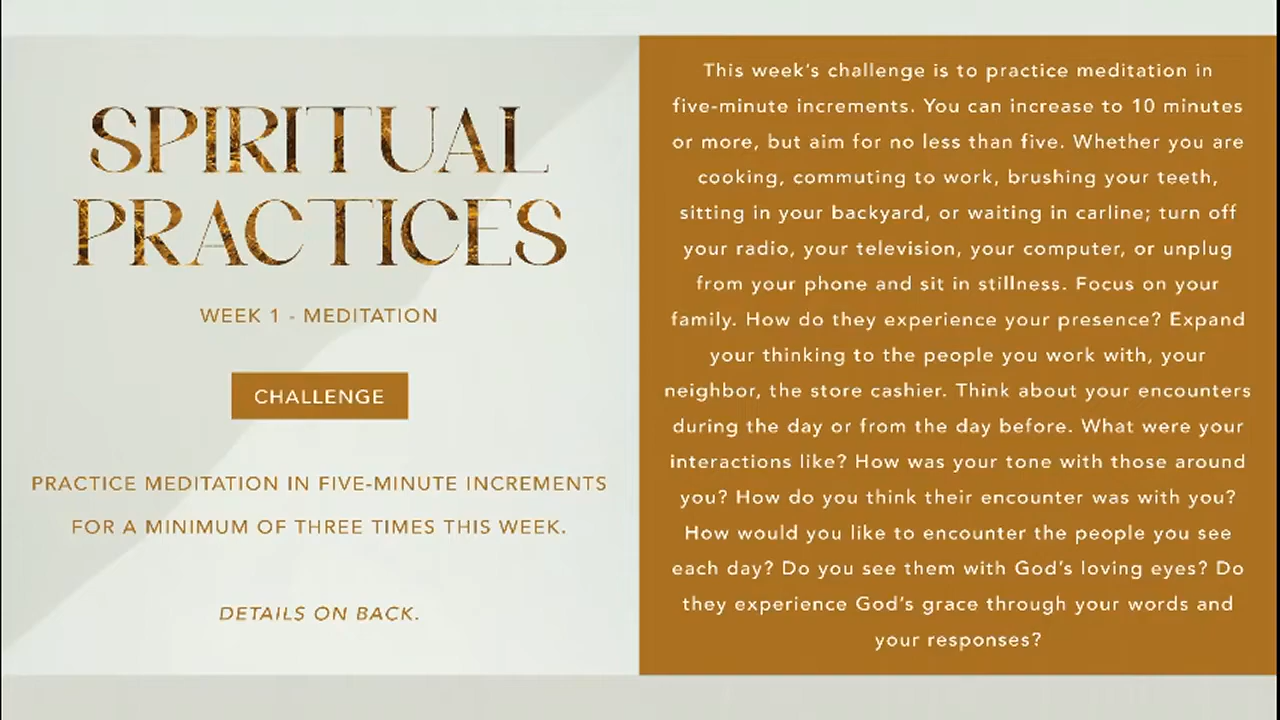 SPIRITUAL
PRACTICES
WEEK 1 - MEDITATION
CHALLENGE
PRACTICE MEDITATION IN FIVE-MINUTE INCREMENTS
FOR A MINIMUM OF THREE TIMES THIS WEEK.
DETAILS ON BACK.
This week's challenge is to practice meditation in
five-minute increments. You can increase to 10 minutes
or more, but aim for no less than five. Whether you are
cooking, commuting to work, brushing your teeth,
sitting in your backyard, or waiting in carline; turn off
your radio, your television, your computer, or unplug
from your phone and sit in stillness. Focus on your
family. How do they experience your presence? Expand
your thinking to the people you work with, your
neighbor, the store cashier. Think about your encounters
during the day or from the day before. What were your
interactions like? How was your tone with those around
you? How do you think their encounter was with you?
How would you like to encounter the people you see
each day? Do you see them with God's loving eyes? Do
they experience God's grace through your words and
your responses?